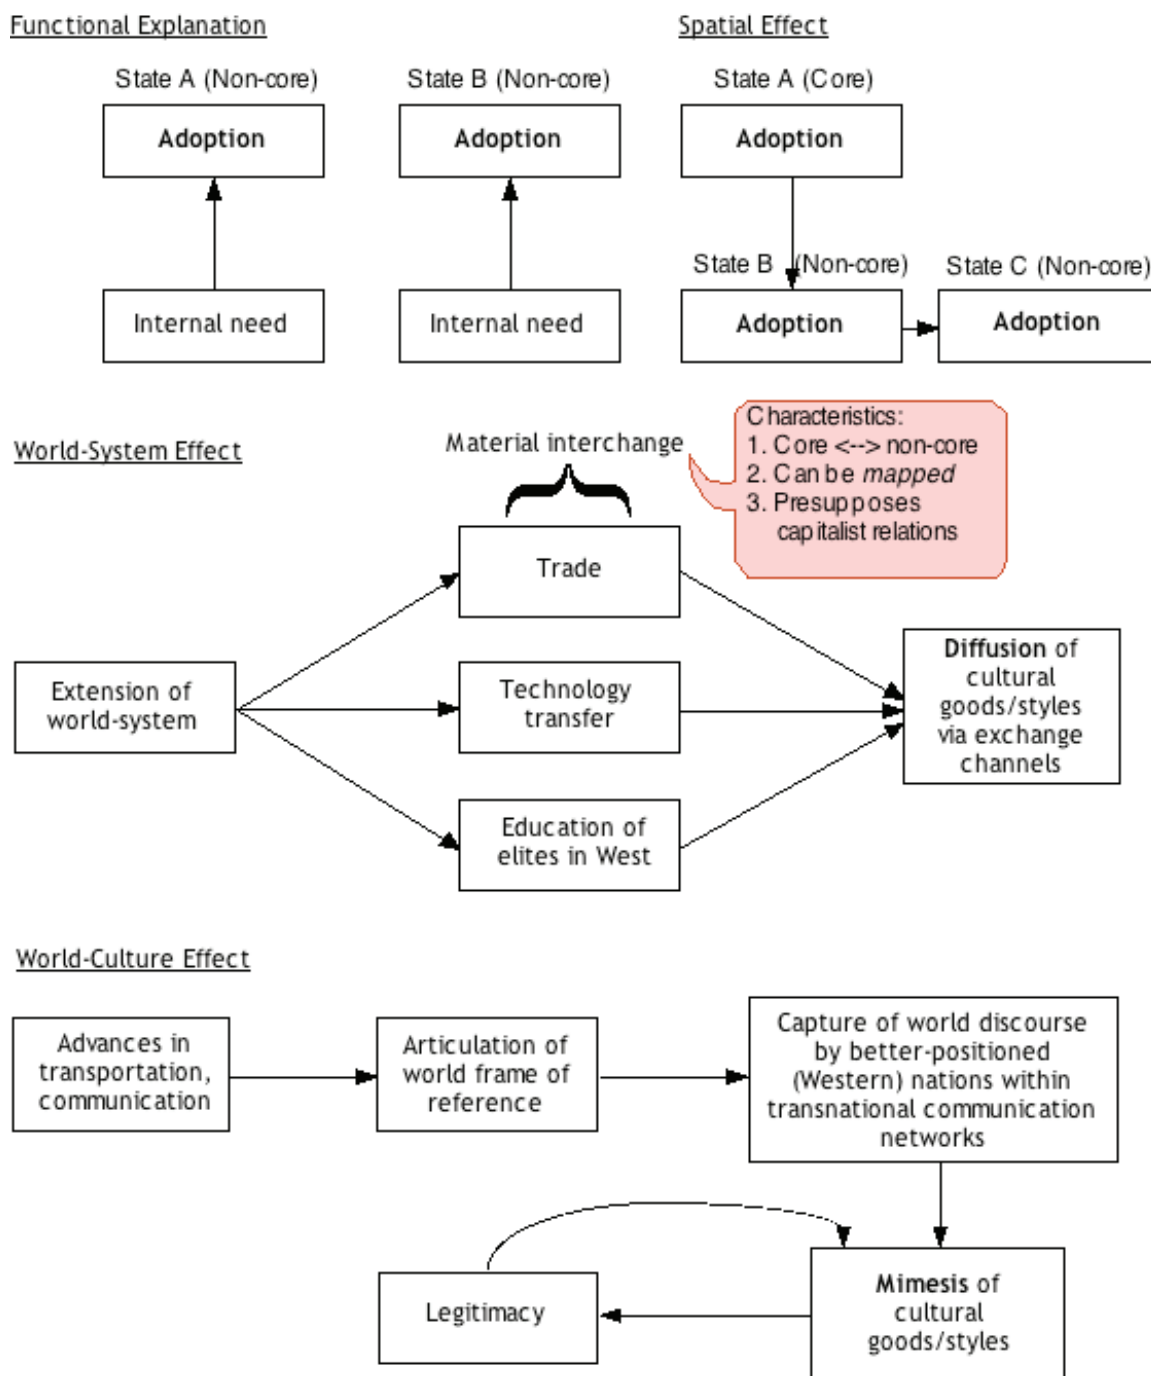 Functional Explanation
Spatial Effect
State A (Non-core)
State B (Non-core)
State A (Core)
Adoption
Adoption
Adoption
State B (Non-core)
State C (Non-core)
Internal need
Internal need
Adoption
Adoption
World-System Effect
Material interchange
Characteristics:
1. Core <--> non-core
2. Can be mapped
3. Presupposes
capitalist relations
Trade
Extension of
world-system
Technology
transfer
Education of
elites in West
Diffusion of
cultural
goods/styles
via exchange
channels
World-Culture Effect
Advances in
transportation,
communication
Articulation of
world frame of
reference
Capture of world discourse
by better-positioned
(Western) nations within
transnational communication
networks
Legitimacy
Mimesis of
cultural
goods/styles